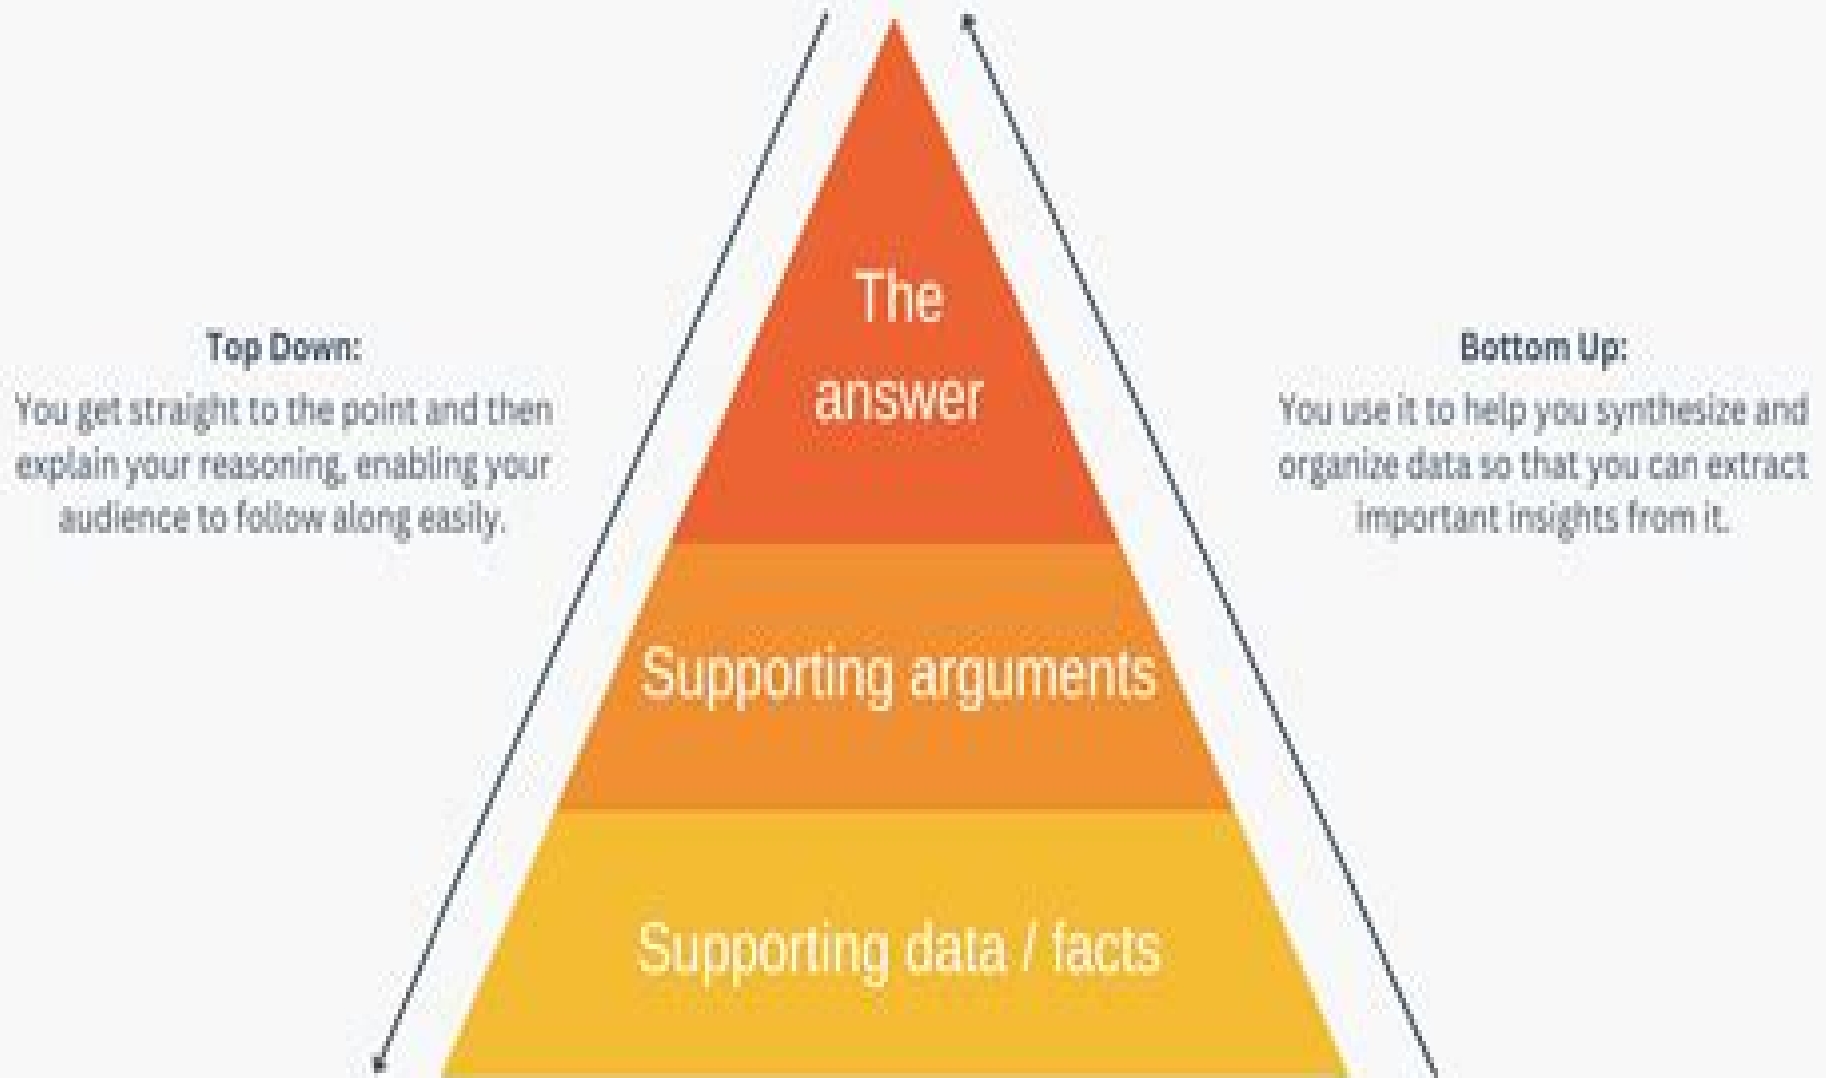 Top Down:
You get straight to the point and then
explain your reasoning, enabling your
audience to follow along easily.
The
answer
Supporting arguments
Supporting data / facts
Bottom Up:
You use it to help you synthesize and
organize data so that you can extract
important insights from it.